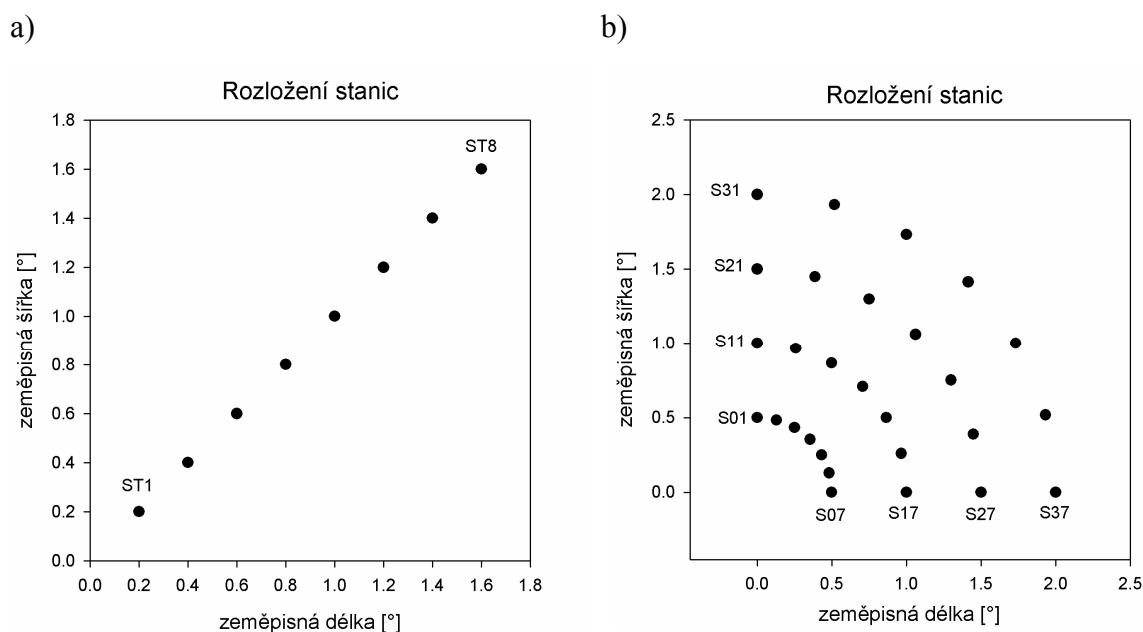 a)
Rozložení stanic
1.8
1.6
1.4
1.2
1.0
0.8
0.6
0.4
0.2
0.0
ST8
ST1
0.0 0.2 0.4 0.6 0.8 1.0 1.2 1.4 1.6 1.8
zeměpisná šířka [°]
zeměpisná délka [°]
b)
Rozložení stanic
2.5
2.0
1.5
1.0
0.5
0.0
S31
S21
S11
S01
S07 S17 S27 S37
0.0 0.5 1.0 1.5 2.0 2.5
zeměpisná šířka [°]
zeměpisná délka [°]